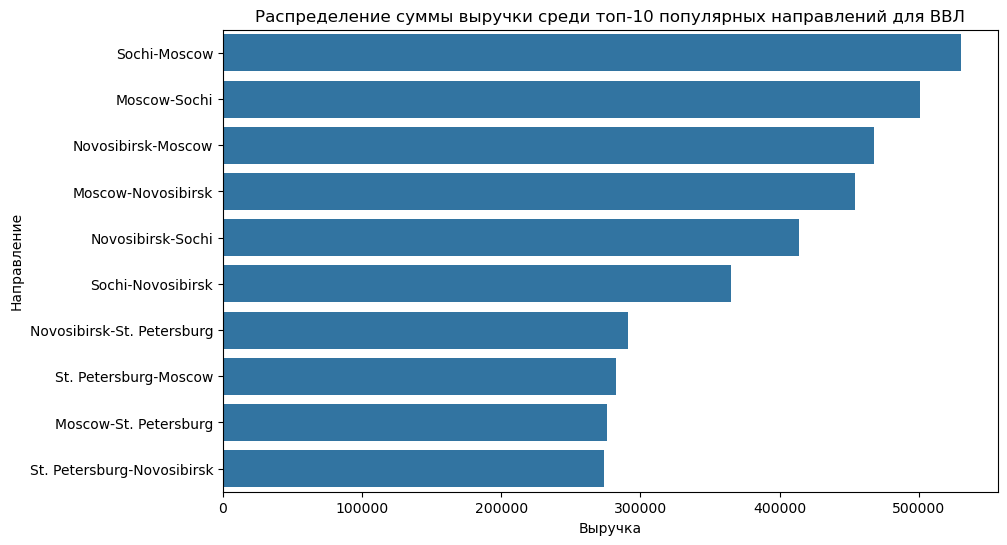 Распределение суммы выручки среди топ-10 популярных направлений для ВВЛ
Sochi-Moscow
Moscow-Sochi
Novosibirsk-Moscow
Moscow-Novosibirsk
Novosibirsk-Sochi
Sochi-Novosibirsk
Novosibirsk-St. Petersburg
St. Petersburg-Moscow
Moscow-St. Petersburg
St. Petersburg-Novosibirsk
Направление
0 100000 200000 300000 400000 500000
Выручка